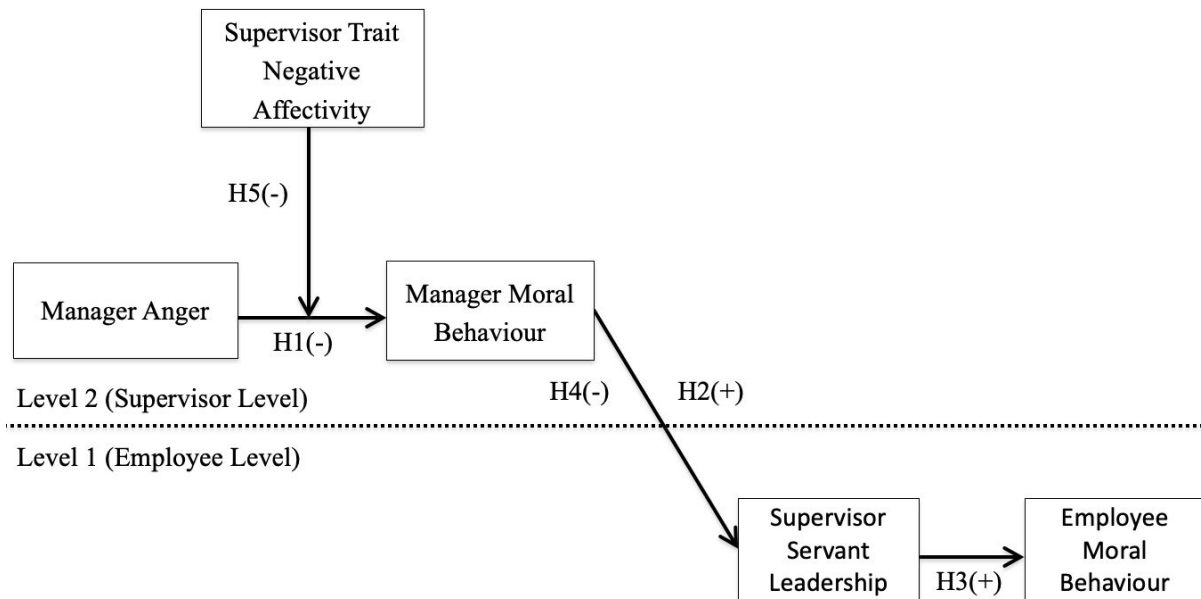 Supervisor Trait
Negative
Affectivity
H5(-)
Manager Anger
H1(-)
Manager Moral
Behaviour
H4(-)
H2(+)
Level 2 (Supervisor Level)
Level 1 (Employee Level)
Supervisor
Servant
Leadership
H3(+)
Employee
Moral
Behaviour